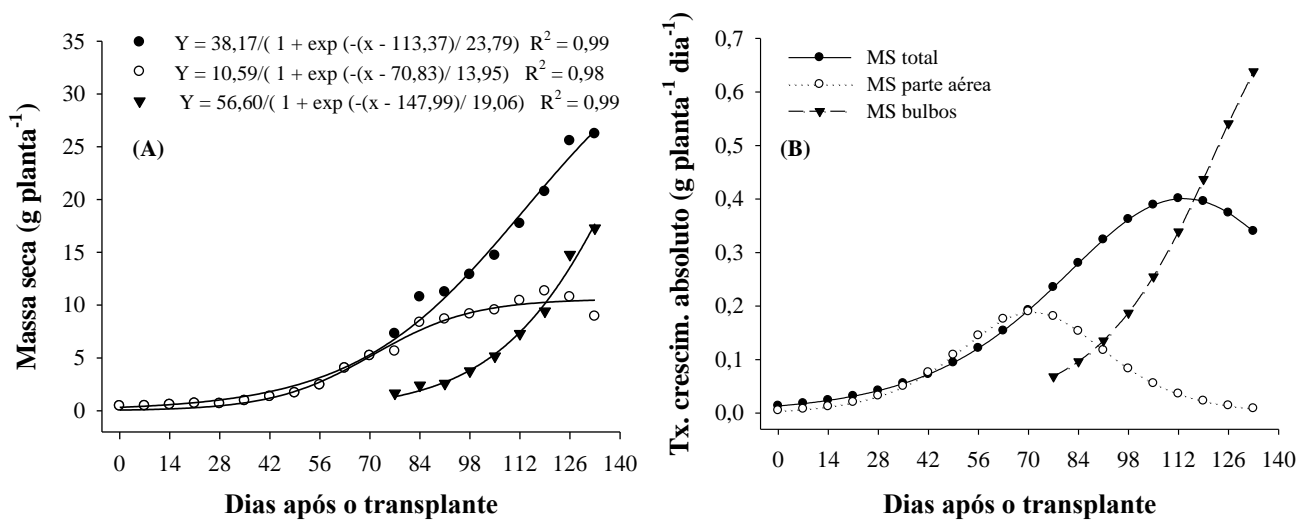 Y = 38,17/( 1 + exp (-(x - 113,37)/ 23,79) R² = 0,99
Y = 10,59/( 1 + exp (-(x - 70,83)/ 13,95) R² = 0,98
Y = 56,60/( 1 + exp (-(x - 147,99)/ 19,06) R² = 0,99
(A)
Massa seca (g planta⁻¹)
35
30
25
20
15
10
5
0
0 14 28 42 56 70 84 98 112 126 140
Dias após o transplante
MS total
MS parte aérea
MS bulbos
(B)
Tx. crescim. absoluto (g planta⁻¹ dia⁻¹)
0,7
0,6
0,5
0,4
0,3
0,2
0,1
0,0
0 14 28 42 56 70 84 98 112 126 140
Dias após o transplante